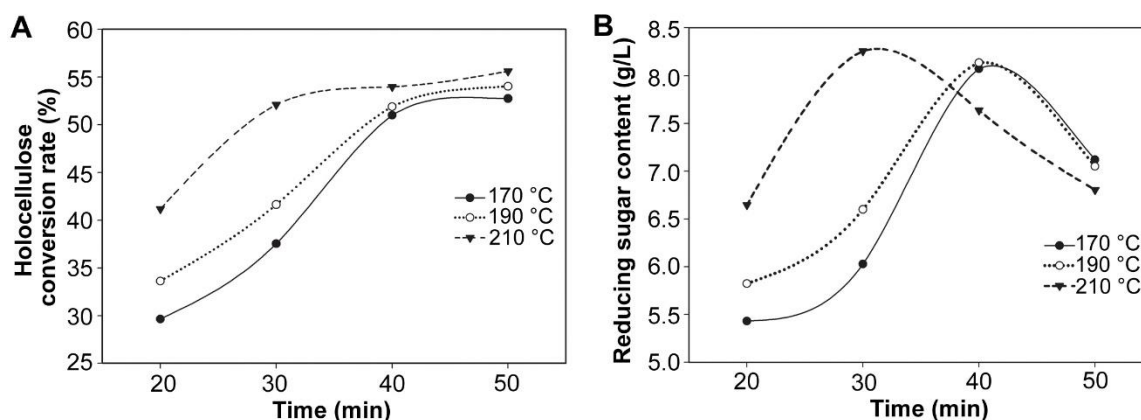 A
Holocellulose
conversion rate (%)
60
55
50
45
40
35
30
25
20
30
40
50
Time (min)
170 °C
190 °C
210 °C
B
Reducing sugar content (g/L)
8.5
8.0
7.5
7.0
6.5
6.0
5.5
5.0
20
30
40
50
Time (min)
170 °C
190 °C
210 °C